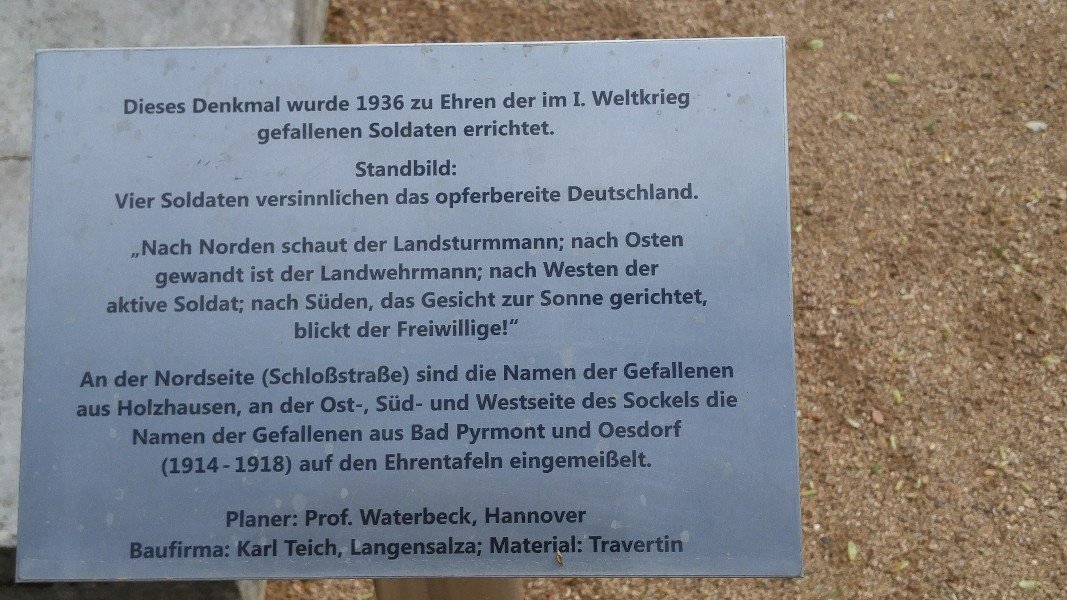 Dieses Denkmal wurde 1936 zu Ehren der im I. Weltkrieg
gefallenen Soldaten errichtet.
Standbild:
Vier Soldaten versinnlichen das opferbereite Deutschland.
„Nach Norden schaut der Landsturmmann; nach Osten
gewandt ist der Landwehrmann; nach Westen der
aktive Soldat; nach Süden, das Gesicht zur Sonne gerichtet,
blickt der Freiwillige!“
An der Nordseite (Schloßstraße) sind die Namen der Gefallenen
aus Holzhausen, an der Ost-, Süd- und Westseite des Sockels die
Namen der Gefallenen aus Bad Pyrmont und Oesdorf
(1914 - 1918) auf den Ehrentafeln eingemeißelt.
Planer: Prof. Waterbeck, Hannover
Baufirma: Karl Teich, Langensalza; Material: Travertin